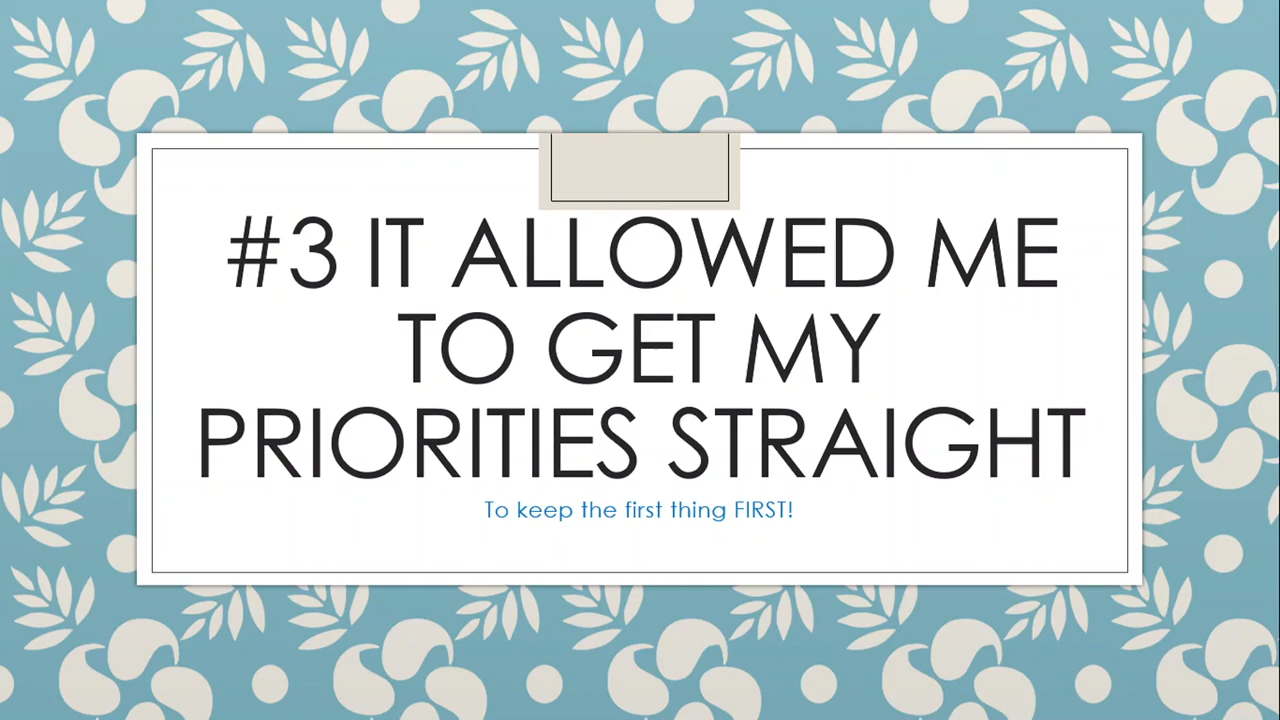 #3 IT ALLOWED ME
TO GET MY
PRIORITIES STRAIGHT
To keep the first thing FIRST!